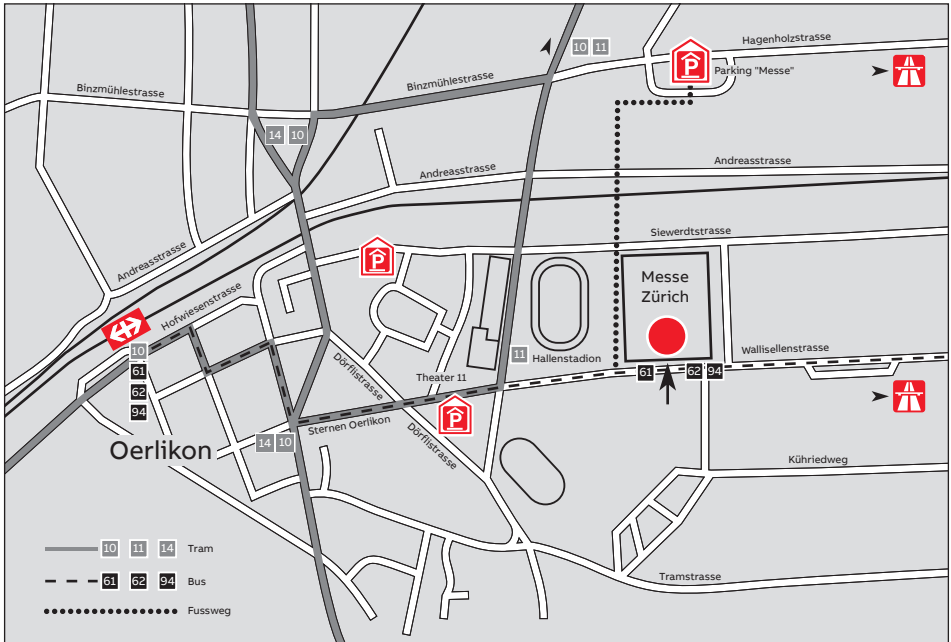 Hagenholzstrasse
10 11
P
Parking "Messe"
Binzmühlestrasse
Binzmühlestrasse
14 10
Andreasstrasse
Andreasstrasse
Siewerdtstrasse
P
Andreasstrasse
Hofwiesenstrasse
Messe
Zürich
10
61
62
94
11
Hallenstadion
Wallisellenstrasse
61 62 94
Theater 11
Dörflistrasse
P
Sternen Oerlikon
14 10
Dörflistrasse
Oerlikon
Kühriedweg
10 11 14 Tram
61 62 94 Bus
Tramstrasse
Fussweg